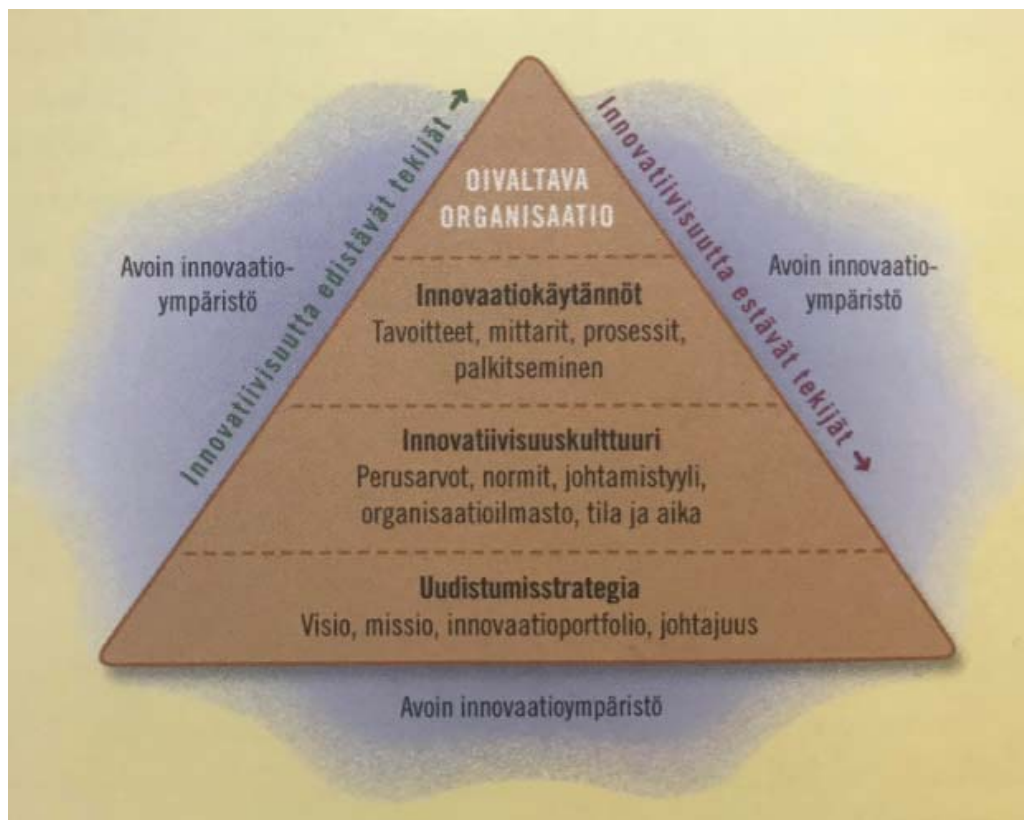 OIVALTAVA
ORGANISAATIO
Innovatiivisuutta edistävät tekijät →
Innovatiivisuutta estävät tekijät →
Avoin innovaatio-
ympäristö
Avoin innovaatio-
ympäristö
Innovaatiokäytännöt
Tavoitteet, mittarit, prosessit,
palkitseminen
Innovatiivisuuskulttuuri
Perusarvot, normit, johtamistyyli,
organisaatioilmasto, tila ja aika
Uudistumisstrategia
Visio, missio, innovaatioportfolio, johtajuus
Avoin innovaatioympäristö